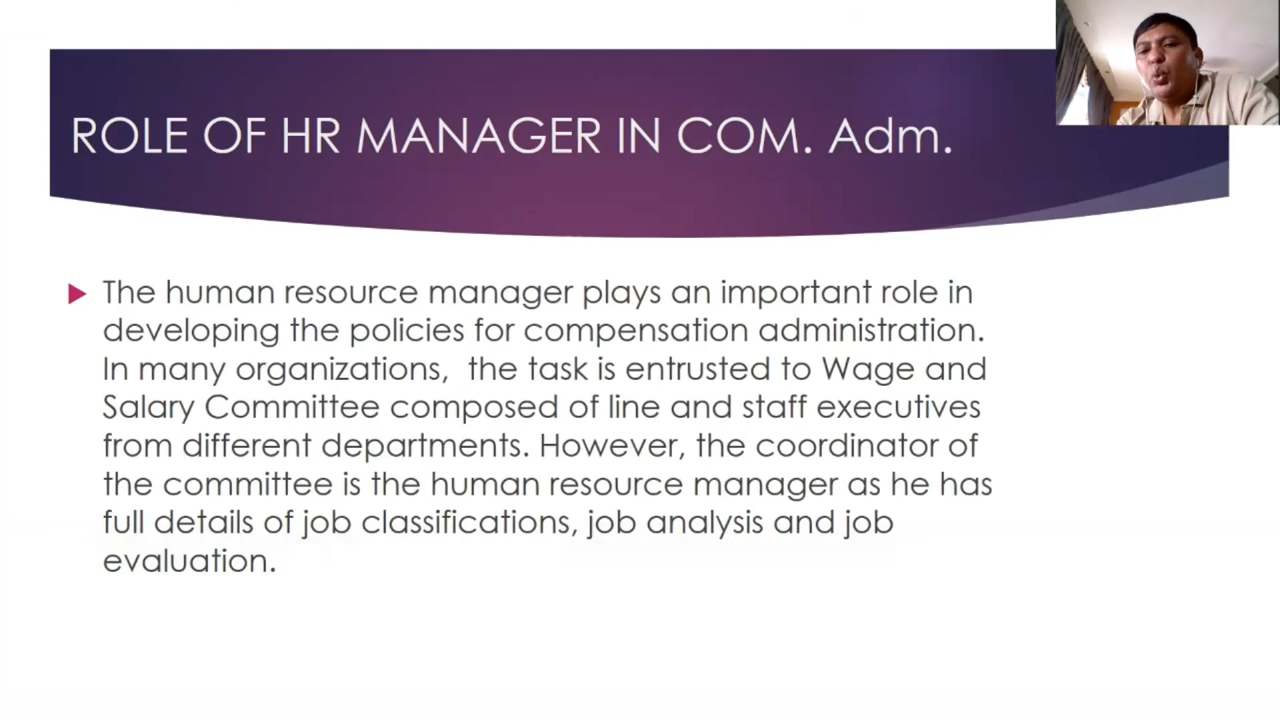 ROLE OF HR MANAGER IN COM. Adm.
The human resource manager plays an important role in
developing the policies for compensation administration.
In many organizations,  the task is entrusted to Wage and
Salary Committee composed of line and staff executives
from different departments. However, the coordinator of
the committee is the human resource manager as he has
full details of job classifications, job analysis and job
evaluation.